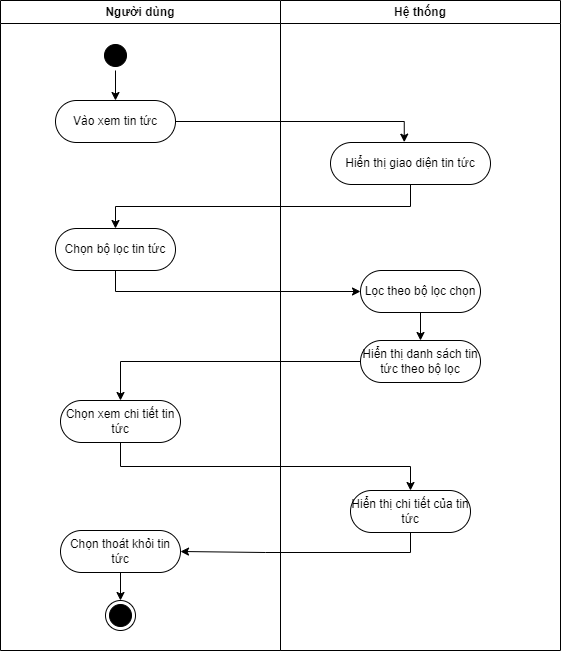 Người dùng
Hệ thống
Vào xem tin tức
Hiển thị giao diện tin tức
Chọn bộ lọc tin tức
Lọc theo bộ lọc chọn
Hiển thị danh sách tin
tức theo bộ lọc
Chọn xem chi tiết tin
tức
Hiển thị chi tiết của tin
tức
Chọn thoát khỏi tin
tức